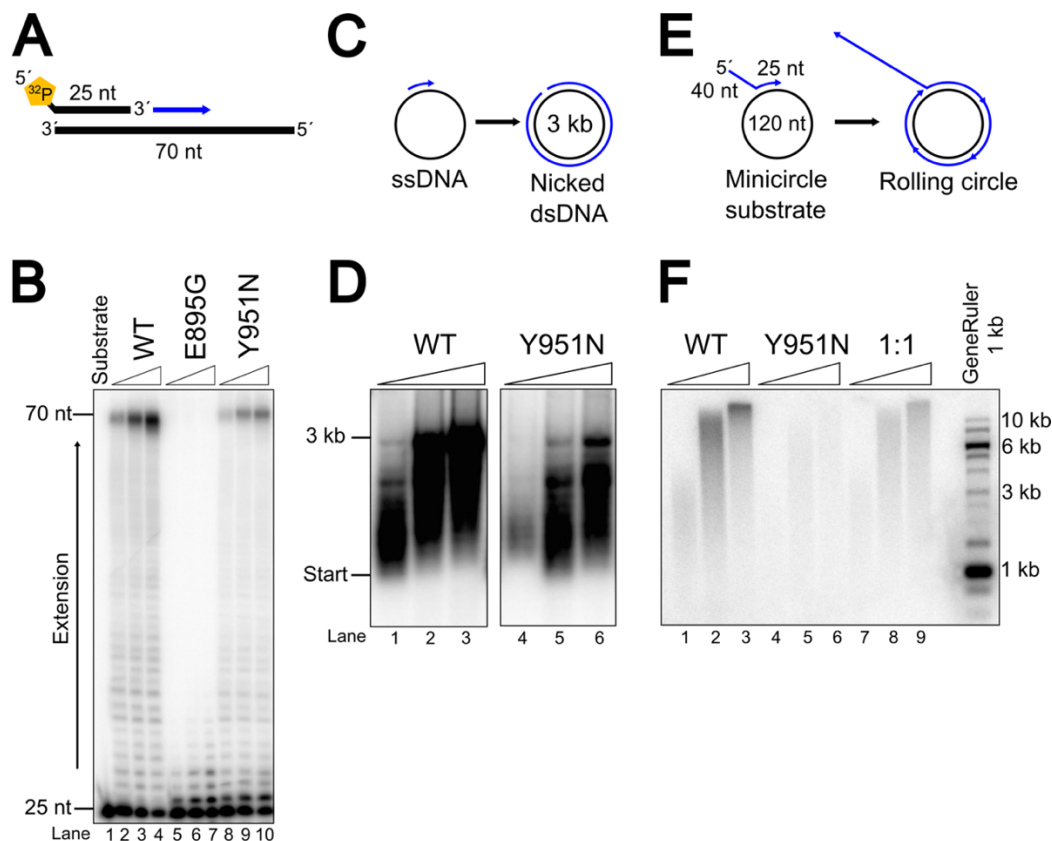 A
5´
32P
25 nt
3´
3´
5´
70 nt
C
ssDNA
3 kb
Nicked
dsDNA
E
5´
25 nt
40 nt
120 nt
Minicircle
substrate
Rolling circle
B
Substrate
WT
E895G
Y951N
70 nt
Extension
25 nt
Lane 1 2 3 4 5 6 7 8 9 10
D
WT
Y951N
3 kb
Start
Lane 1 2 3 4 5 6
F
WT
Y951N
1:1
GeneRuler
1 kb
10 kb
6 kb
3 kb
1 kb
1 2 3 4 5 6 7 8 9